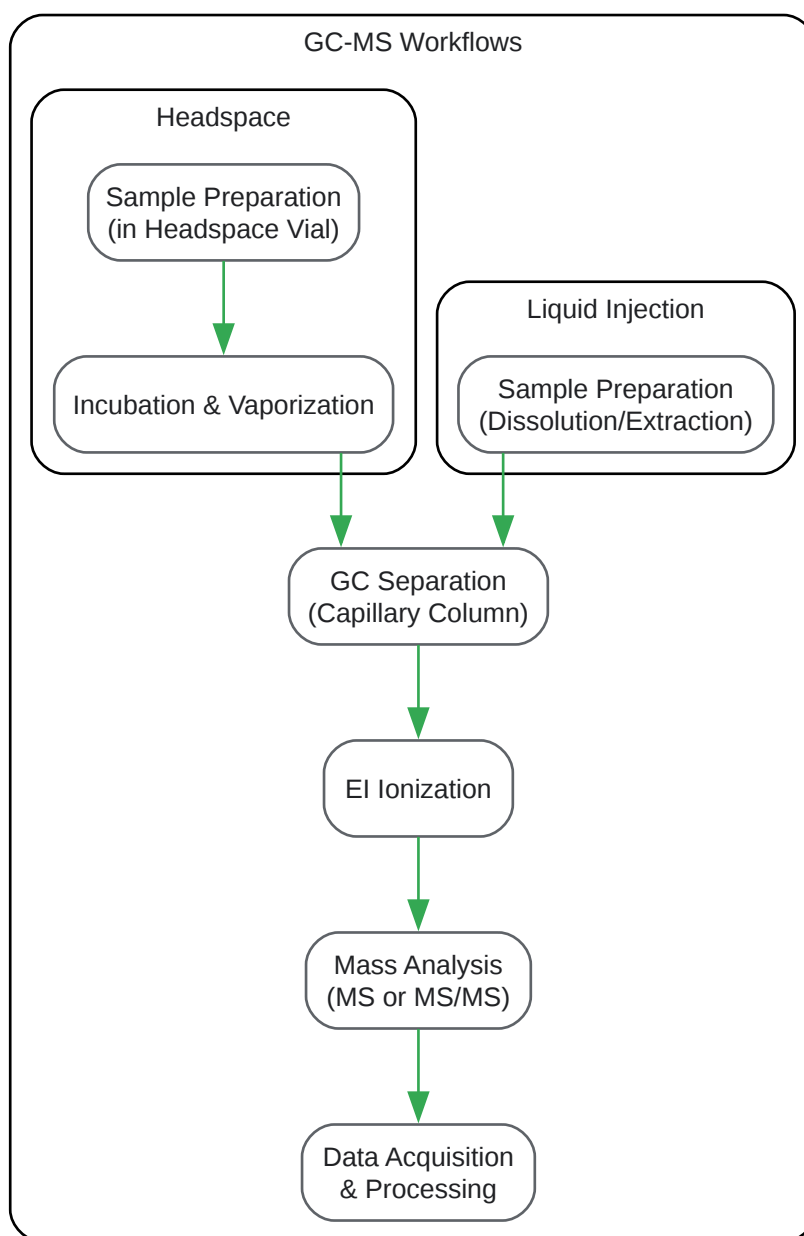 GC-MS Workflows
Headspace
Sample Preparation
(in Headspace Vial)
Incubation & Vaporization
Liquid Injection
Sample Preparation
(Dissolution/Extraction)
GC Separation
(Capillary Column)
EI Ionization
Mass Analysis
(MS or MS/MS)
Data Acquisition
& Processing